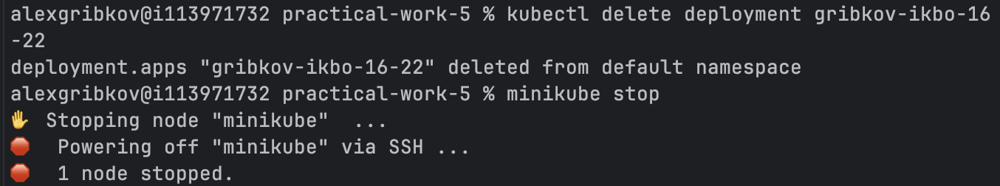 alexgribkov@i113971732 practical-work-5 % kubectl delete deployment gribkov-ikbo-16
-22
deployment.apps "gribkov-ikbo-16-22" deleted from default namespace
alexgribkov@i113971732 practical-work-5 % minikube stop
✋ Stopping node "minikube"  ...
🛑  Powering off "minikube" via SSH ...
🛑  1 node stopped.